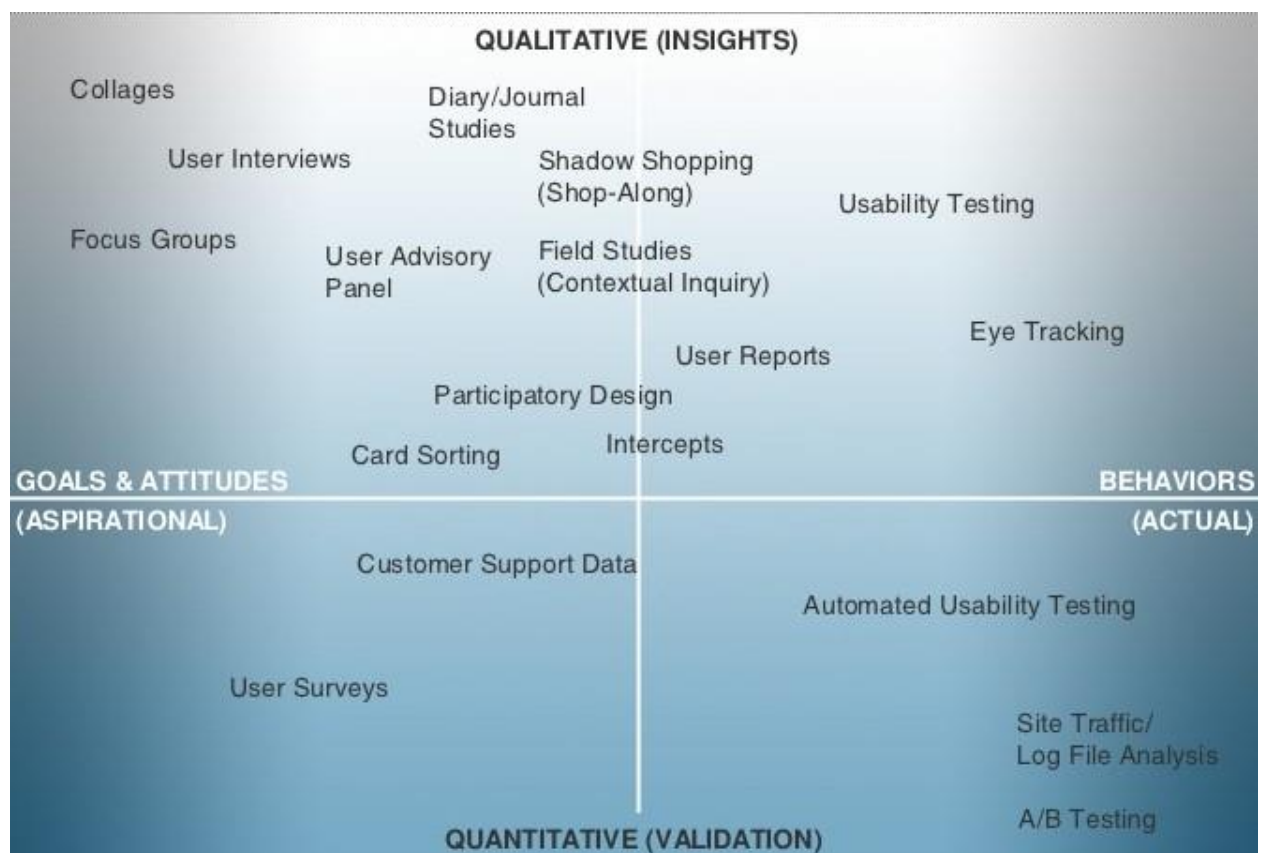 QUALITATIVE (INSIGHTS)
Collages
Diary/Journal
Studies
User Interviews
Shadow Shopping
(Shop-Along)
Usability Testing
Focus Groups
User Advisory
Panel
Field Studies
(Contextual Inquiry)
Eye Tracking
User Reports
Participatory Design
Intercepts
Card Sorting
GOALS & ATTITUDES
(ASPIRATIONAL)
BEHAVIORS
(ACTUAL)
Customer Support Data
Automated Usability Testing
User Surveys
Site Traffic/
Log File Analysis
A/B Testing
QUANTITATIVE (VALIDATION)